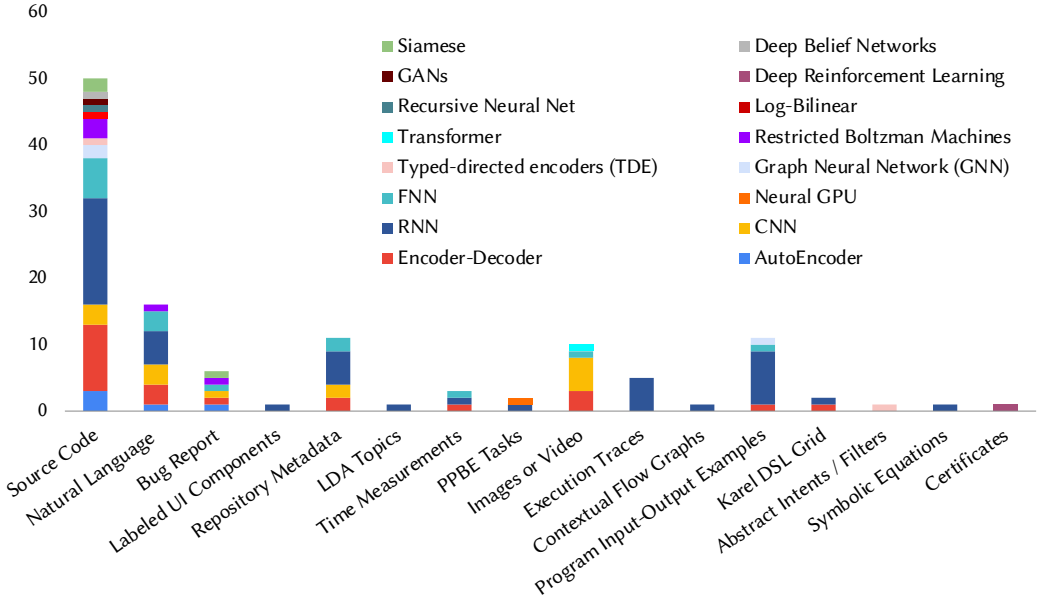 60
50
40
30
20
10
0
Siamese
GANs
Recursive Neural Net
Transformer
Typed-directed encoders (TDE)
FNN
RNN
Encoder-Decoder
Deep Belief Networks
Deep Reinforcement Learning
Log-Bilinear
Restricted Boltzman Machines
Graph Neural Network (GNN)
Neural GPU
CNN
AutoEncoder
Source Code
Natural Language
Bug Report
Labeled UI Components
Repository Metadata
LDA Topics
Time Measurements
PPBE Tasks
Images or Video
Execution Traces
Contextual Flow Graphs
Program Input-Output Examples
Karel DSL Grid
Abstract Intents / Filters
Symbolic Equations
Certificates